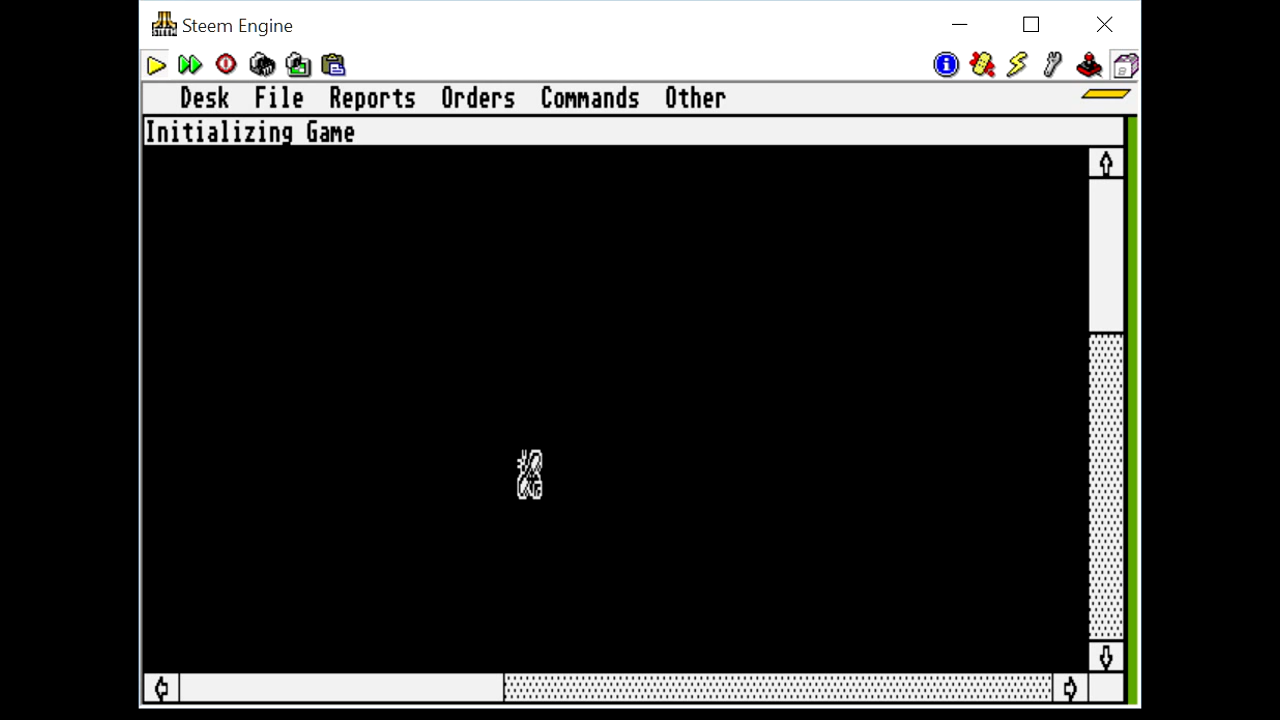 Steem Engine
Desk File Reports Orders Commands Other
Initializing Game